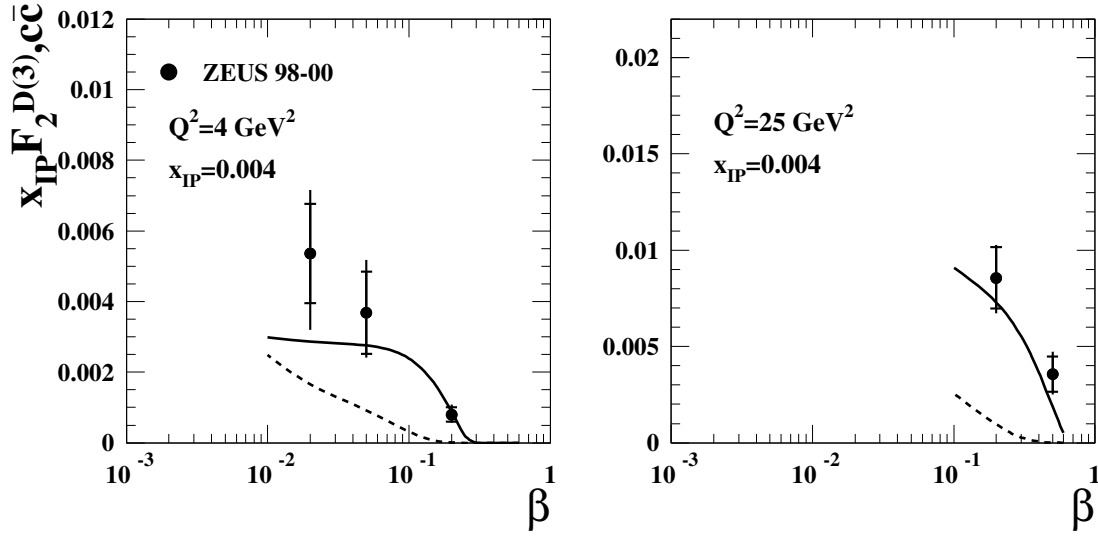 x_IP F_2^D(3),cc̄
0.012
0.01
0.008
0.006
0.004
0.002
0
ZEUS 98-00
Q²=4 GeV²
x_IP=0.004
10⁻³ 10⁻² 10⁻¹ 1
β
0.02
0.015
0.01
0.005
0
Q²=25 GeV²
x_IP=0.004
10⁻³ 10⁻² 10⁻¹ 1
β